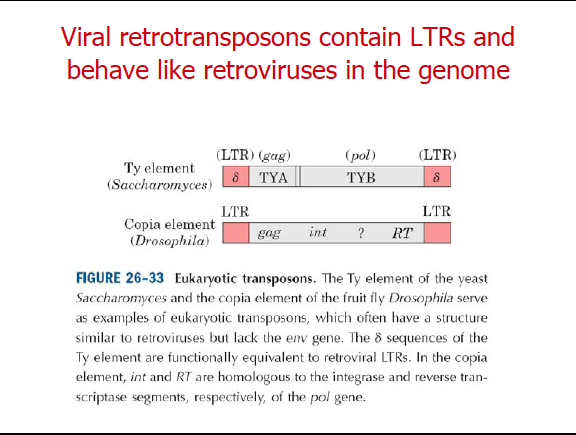 Viral retrotransposons contain LTRs and
behave like retroviruses in the genome
(LTR) (gag) (pol) (LTR)
Ty element
(Saccharomyces)
δ TYA TYB δ
LTR LTR
Copia element
(Drosophila)
gag int ? RT
FIGURE 26–33 Eukaryotic transposons. The Ty element of the yeast
Saccharomyces and the copia element of the fruit fly Drosophila serve
as examples of eukaryotic transposons, which often have a structure
similar to retroviruses but lack the env gene. The δ sequences of the
Ty element are functionally equivalent to retroviral LTRs. In the copia
element, int and RT are homologous to the integrase and reverse tran-
scriptase segments, respectively, of the pol gene.